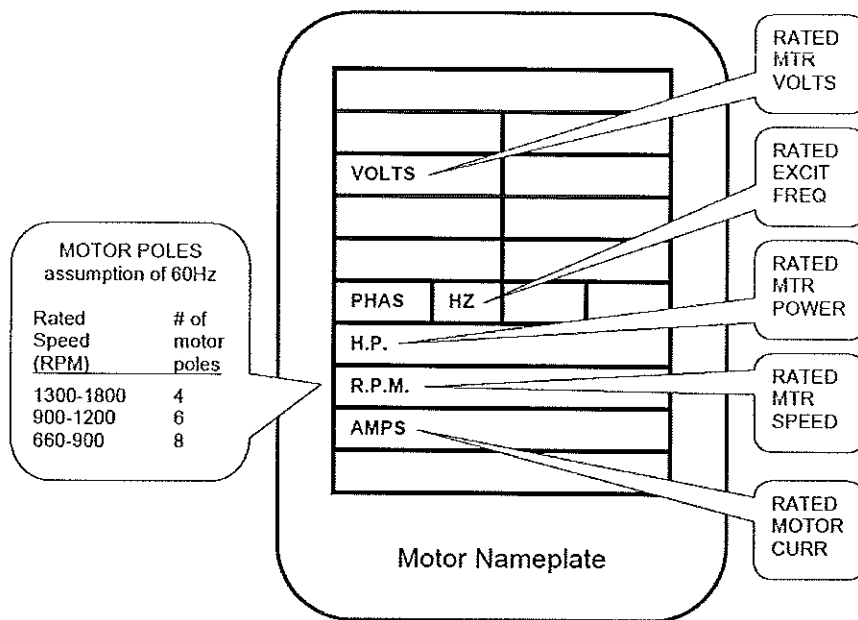 RATED
MTR
VOLTS
RATED
EXCIT
FREQ
RATED
MTR
POWER
RATED
MTR
SPEED
RATED
MOTOR
CURR
VOLTS
PHAS HZ
H.P.
R.P.M.
AMPS
Motor Nameplate
MOTOR POLES
assumption of 60Hz
Rated # of
Speed motor
(RPM) poles
1300-1800 4
900-1200 6
660-900 8